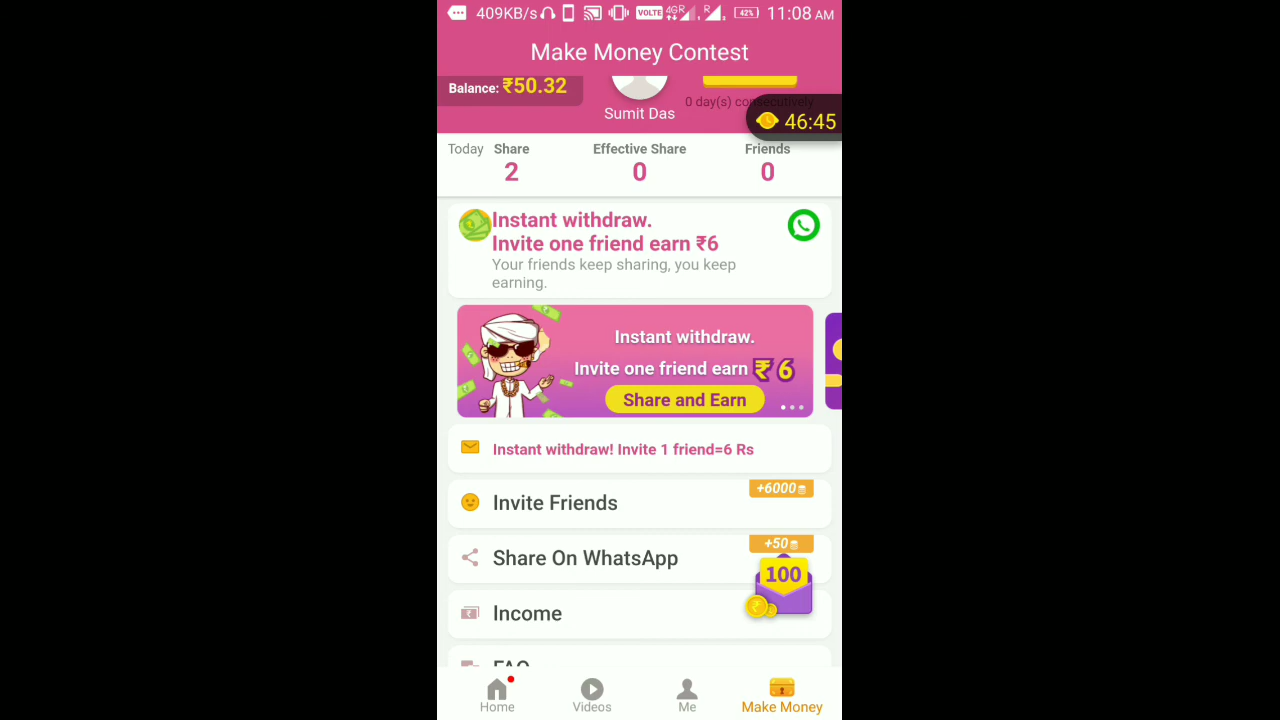 409KB/s VOLTE 4G R R 42% 11:08 AM
Make Money Contest
Balance: ₹50.32
0 day(s) consecutively
Sumit Das
46:45
Today Share Effective Share Friends
2 0 0
Instant withdraw.
Invite one friend earn ₹6
Your friends keep sharing, you keep
earning.
Instant withdraw.
Invite one friend earn ₹6
Share and Earn
Instant withdraw! Invite 1 friend=6 Rs
+6000
Invite Friends
+50
Share On WhatsApp
100
Income
FAQ
Home Videos Me Make Money